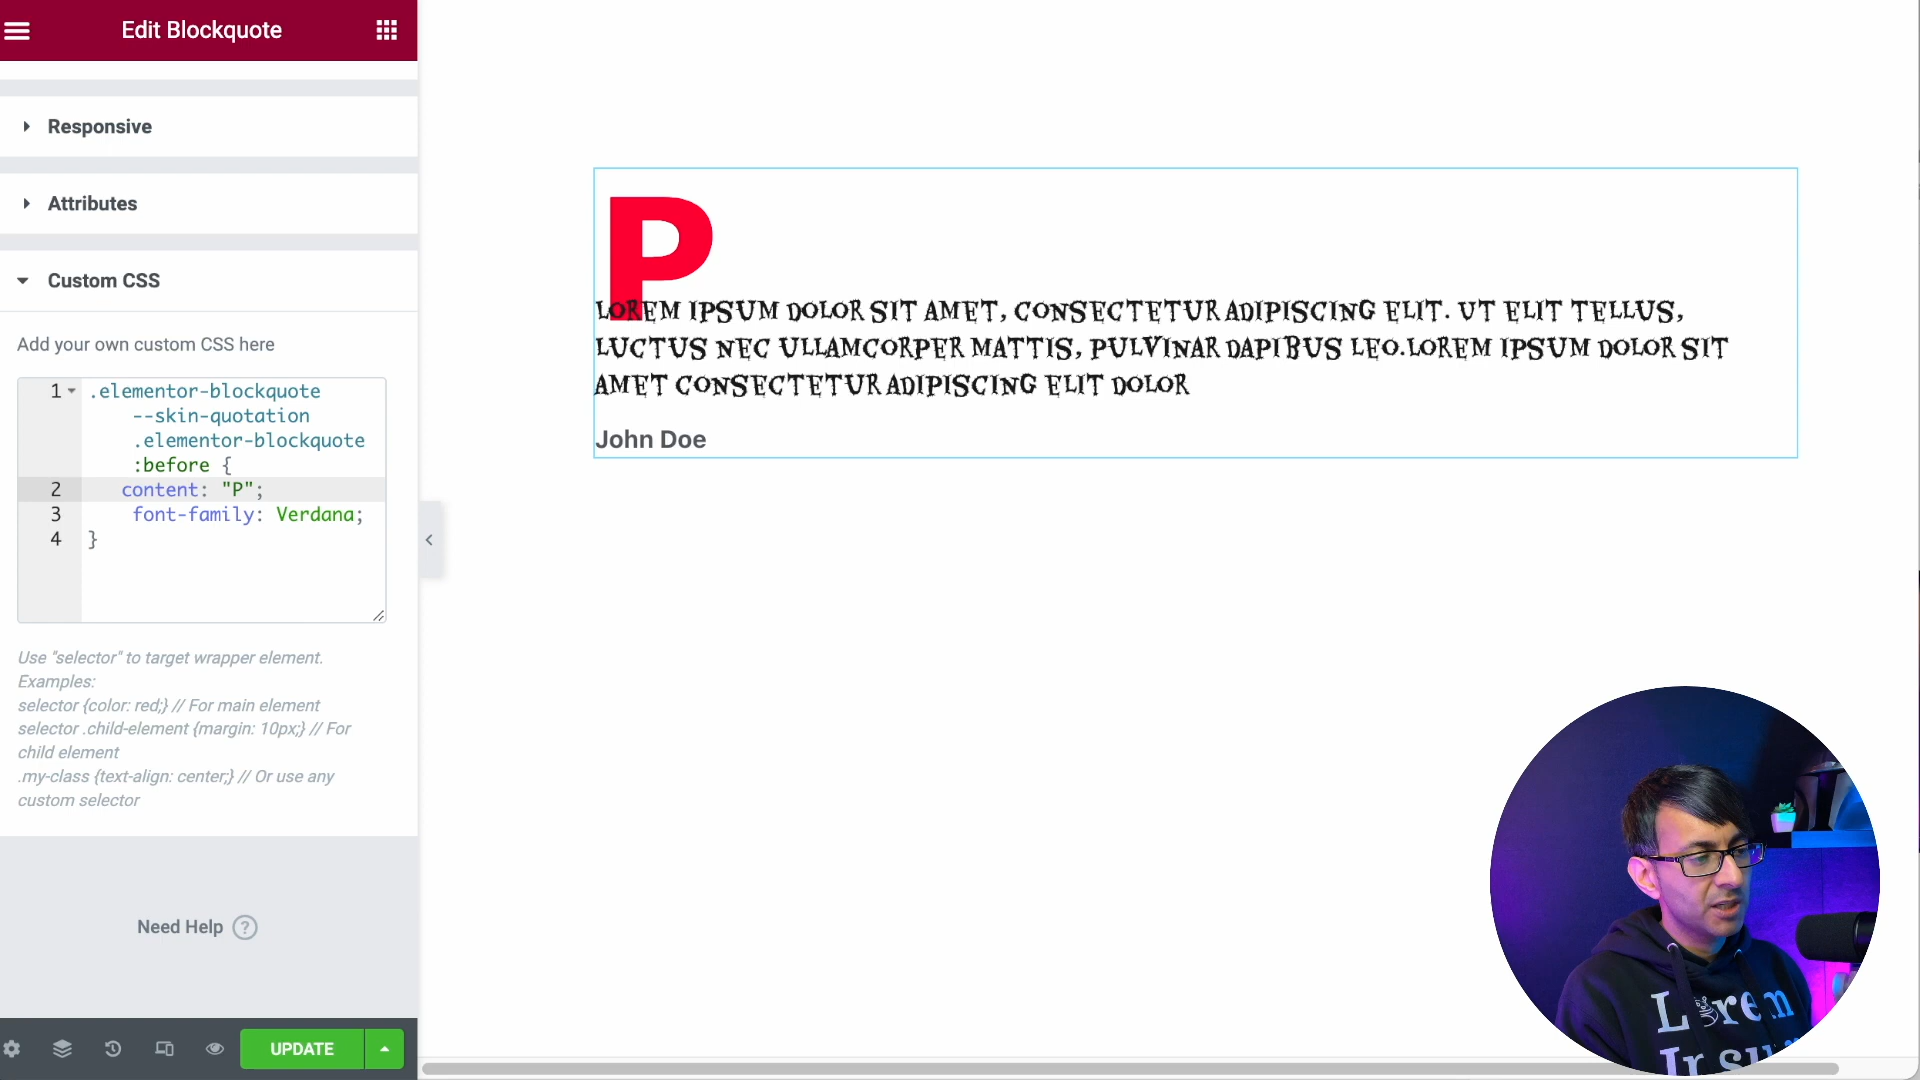 Edit Blockquote
Responsive
Attributes
Custom CSS
Add your own custom CSS here
1 .elementor-blockquote
--skin-quotation
.elementor-blockquote
:before {
2 content: "P";
3 font-family: Verdana;
4 }
Use "selector" to target wrapper element.
Examples:
selector {color: red;} // For main element
selector .child-element {margin: 10px;} // For
child element
.my-class {text-align: center;} // Or use any
custom selector
Need Help ?
UPDATE
P
LOREM IPSUM DOLOR SIT AMET, CONSECTETUR ADIPISCING ELIT. UT ELIT TELLUS,
LUCTUS NEC ULLAMCORPER MATTIS, PULVINAR DAPIBUS LEO.LOREM IPSUM DOLOR SIT
AMET CONSECTETUR ADIPISCING ELIT DOLOR
John Doe